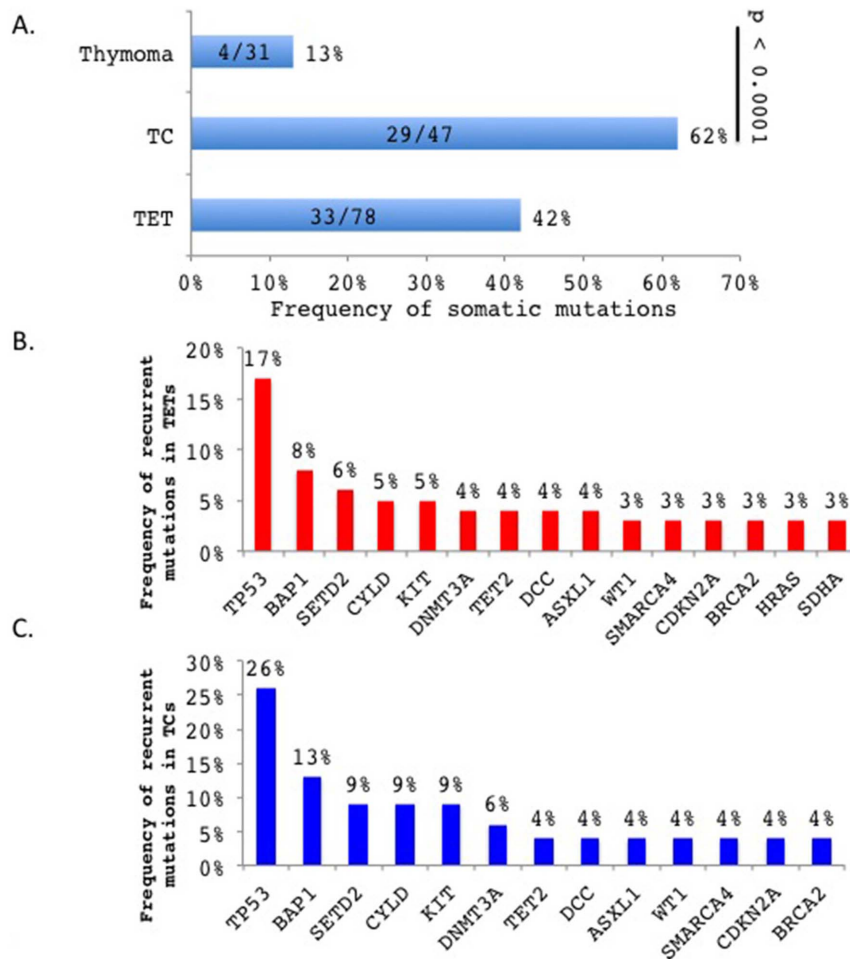 A.
Thymoma 4/31 13%
TC 29/47 62%
TET 33/78 42%
p < 0.0001
0% 10% 20% 30% 40% 50% 60% 70%
Frequency of somatic mutations
B.
Frequency of recurrent
mutations in TETs
20%
15%
10%
5%
0%
17% 8% 6% 5% 5% 4% 4% 4% 4% 3% 3% 3% 3% 3% 3%
TP53 BAP1 SETD2 CYLD KIT DNMT3A TET2 DCC ASXL1 WT1 SMARCA4 CDKN2A BRCA2 HRAS SDHA
C.
Frequency of recurrent
mutations in TCs
30%
25%
20%
15%
10%
5%
0%
26% 13% 9% 9% 9% 6% 4% 4% 4% 4% 4% 4% 4%
TP53 BAP1 SETD2 CYLD KIT DNMT3A TET2 DCC ASXL1 WT1 SMARCA4 CDKN2A BRCA2